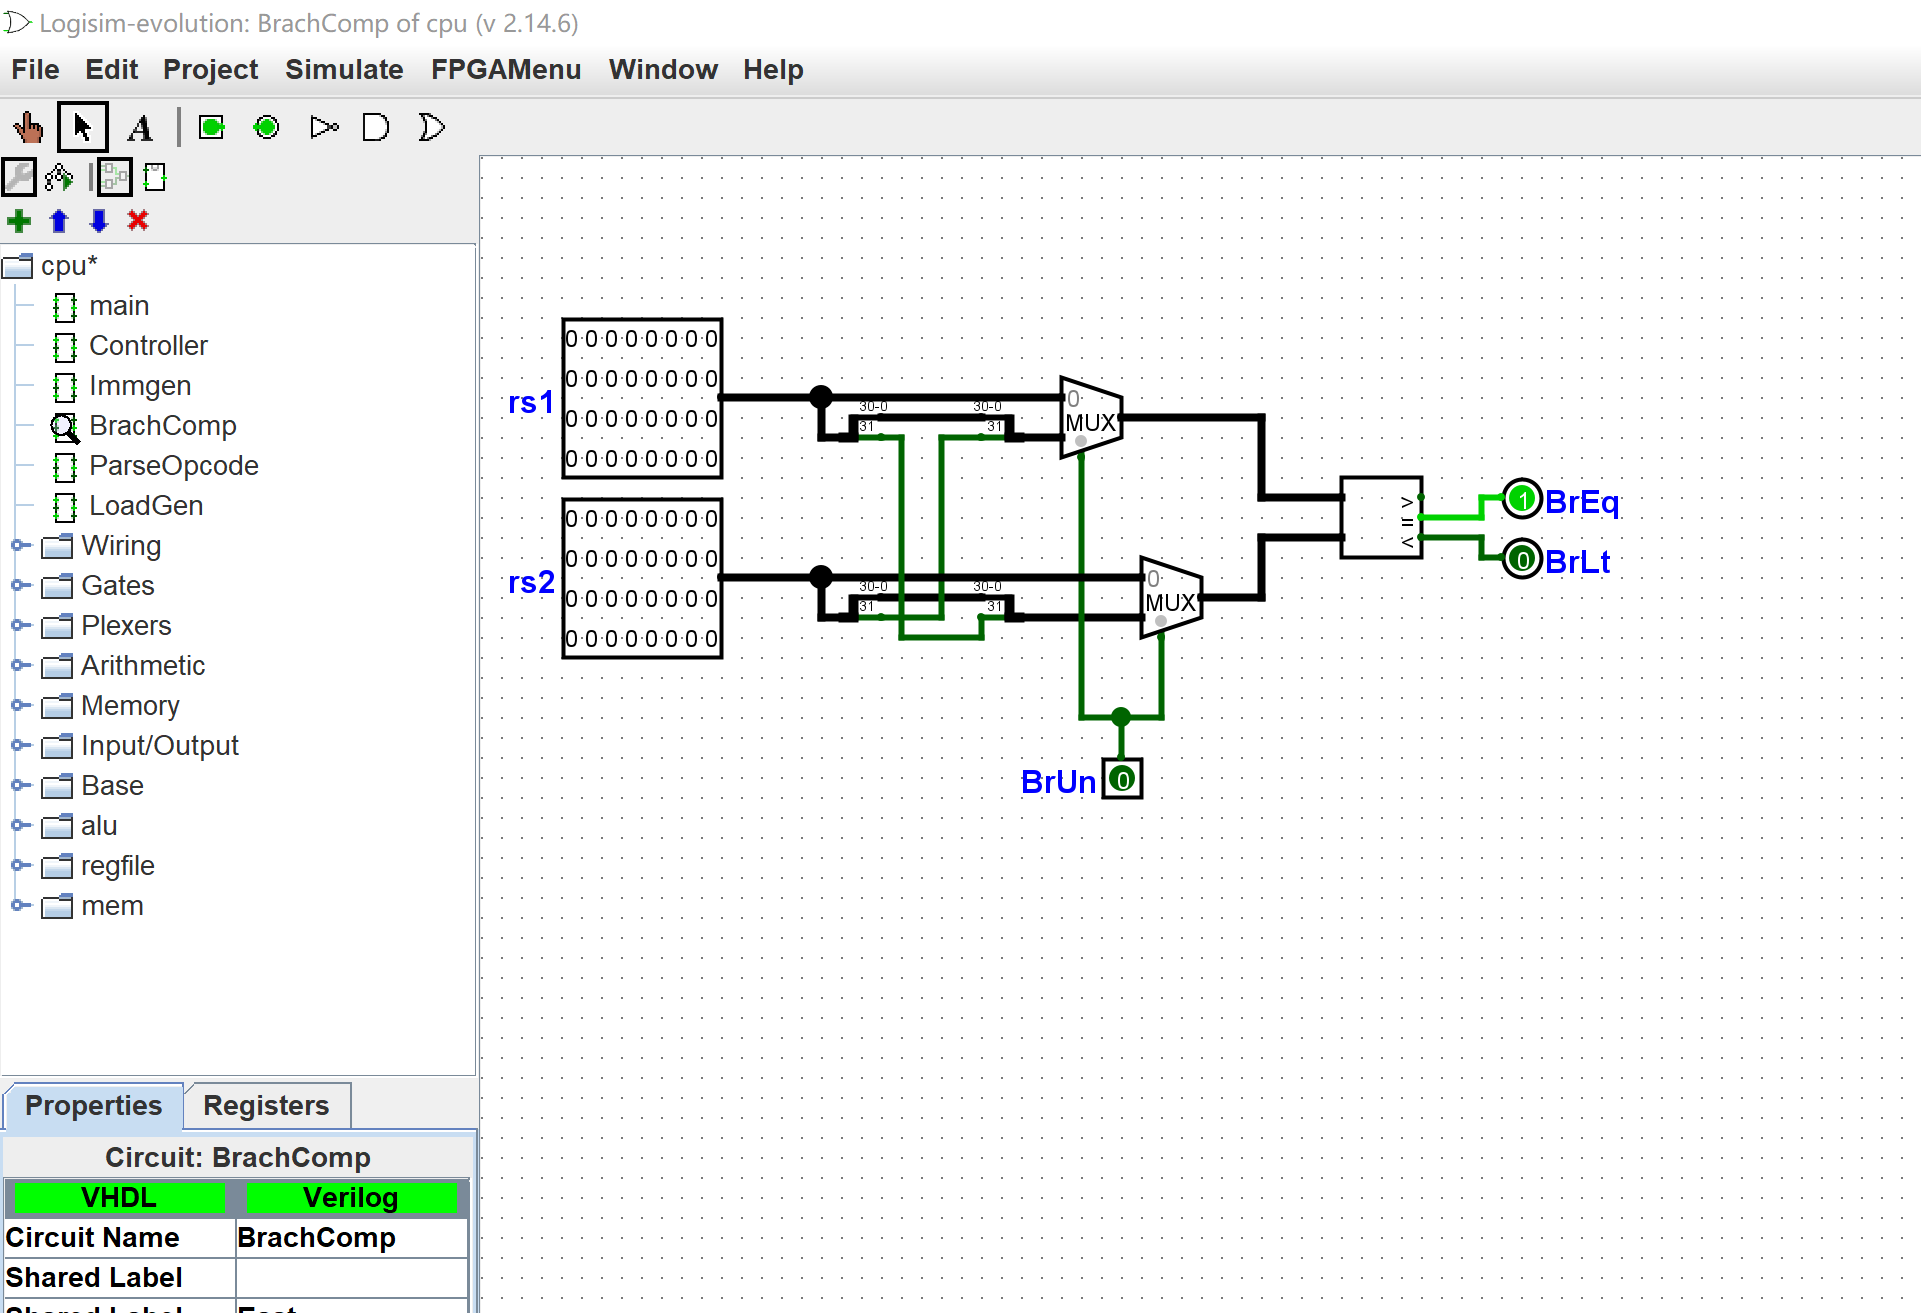 Logisim-evolution: BrachComp of cpu (v 2.14.6)
File Edit Project Simulate FPGAMenu Window Help
A
cpu*
main
Controller
Immgen
BrachComp
ParseOpcode
LoadGen
Wiring
Gates
Plexers
Arithmetic
Memory
Input/Output
Base
alu
regfile
mem
Properties Registers
Circuit: BrachComp
VHDL Verilog
Circuit Name BrachComp
Shared Label
Shared Label East
rs1
0 0 0 0 0 0 0 0
0 0 0 0 0 0 0 0
0 0 0 0 0 0 0 0
0 0 0 0 0 0 0 0
30-0 30-0
31 31
0
MUX
rs2
0 0 0 0 0 0 0 0
0 0 0 0 0 0 0 0
0 0 0 0 0 0 0 0
0 0 0 0 0 0 0 0
30-0 30-0
31 31
0
MUX
>
=
<
1 BrEq
0 BrLt
BrUn 0